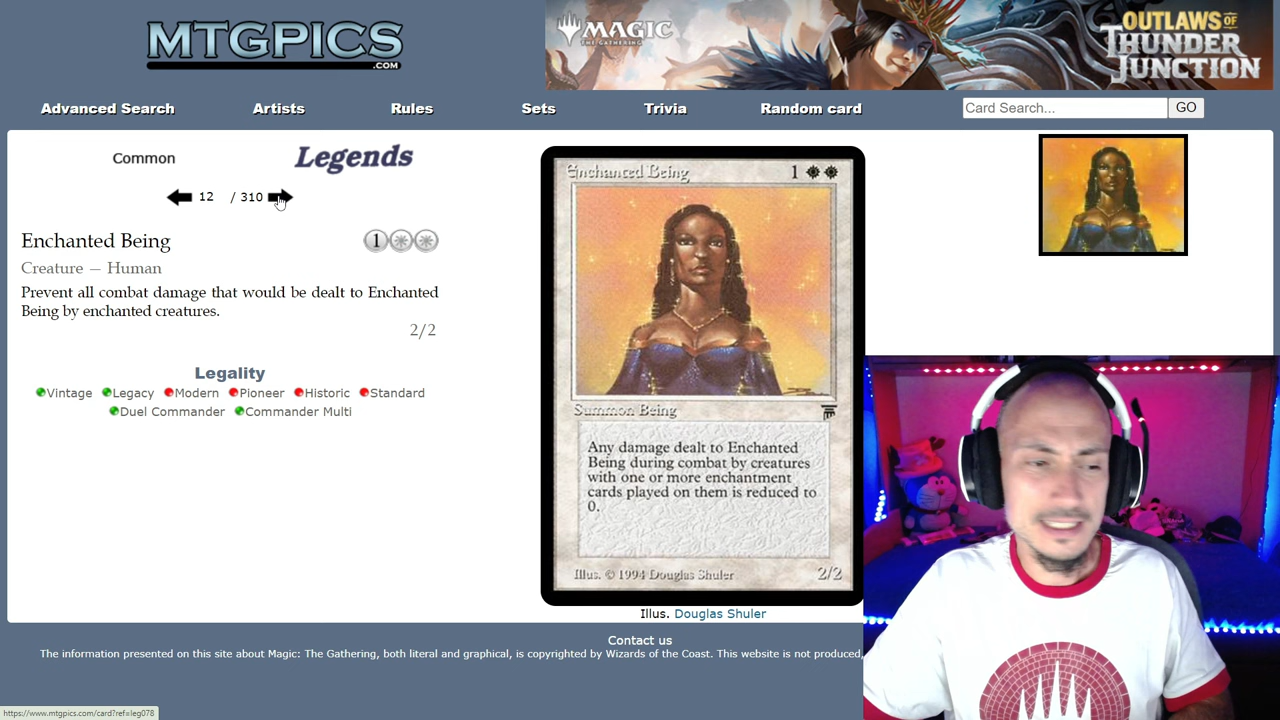 MTGPICS
.COM
MAGIC
THE GATHERING
OUTLAWS OF
THUNDER
JUNCTION
Advanced Search Artists Rules Sets Trivia Random card Card Search... GO
Common Legends
12 / 310
Enchanted Being 1
Creature — Human
Prevent all combat damage that would be dealt to Enchanted
Being by enchanted creatures.
2/2
Legality
Vintage Legacy Modern Pioneer Historic Standard
Duel Commander Commander Multi
Enchanted Being 1
Summon Being
Any damage dealt to Enchanted
Being during combat by creatures
with one or more enchantment
cards played on them is reduced to
0.
Illus. © 1994 Douglas Shuler 2/2
Illus. Douglas Shuler
Contact us
The information presented on this site about Magic: The Gathering, both literal and graphical, is copyrighted by Wizards of the Coast. This website is not produced,
https://www.mtgpics.com/card?ref=leg078